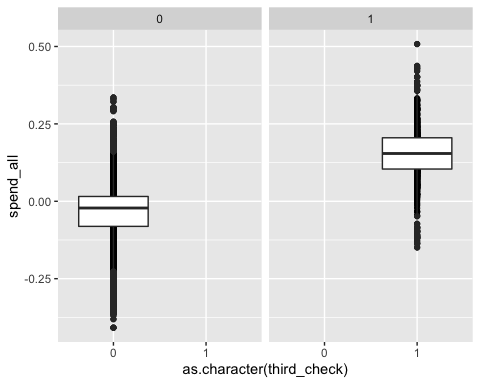 0 1
0.50
0.25
0.00
-0.25
spend_all
0 1 0 1
as.character(third_check)